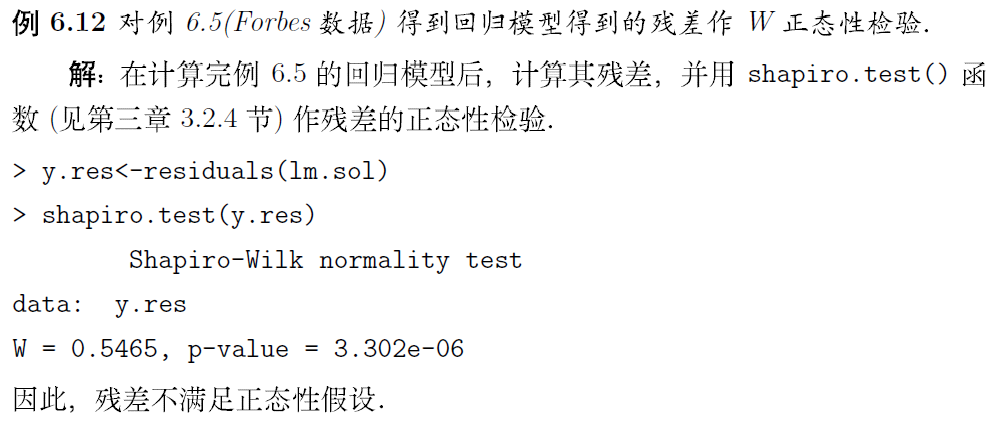 例 6.12 对例 6.5(Forbes 数据) 得到回归模型得到的残差作 W 正态性检验.
解: 在计算完例 6.5 的回归模型后, 计算其残差, 并用 shapiro.test() 函
数 (见第三章 3.2.4 节) 作残差的正态性检验.
> y.res<-residuals(lm.sol)
> shapiro.test(y.res)
Shapiro-Wilk normality test
data: y.res
W = 0.5465, p-value = 3.302e-06
因此, 残差不满足正态性假设.